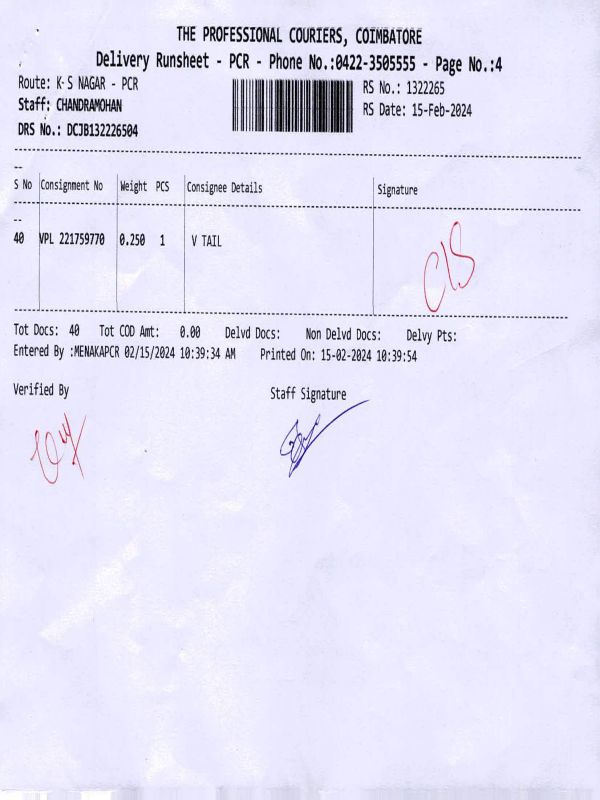 THE PROFESSIONAL COURIERS, COIMBATORE
Delivery Runsheet - PCR - Phone No.:0422-3505555 - Page No.:4
Route: K-S NAGAR - PCR
RS No.: 1322265
Staff: CHANDRAMOHAN
RS Date: 15-Feb-2024
DRS No.: DCJB132226504
S No Consignment No Weight PCS Consignee Details Signature
40 VPL 221759770 0.250 1 V TAIL
Tot Docs: 40 Tot COD Amt: 0.00 Delvd Docs: Non Delvd Docs: Delvy Pts:
Entered By :MENAKAPCR 02/15/2024 10:39:34 AM Printed On: 15-02-2024 10:39:54
Verified By Staff Signature